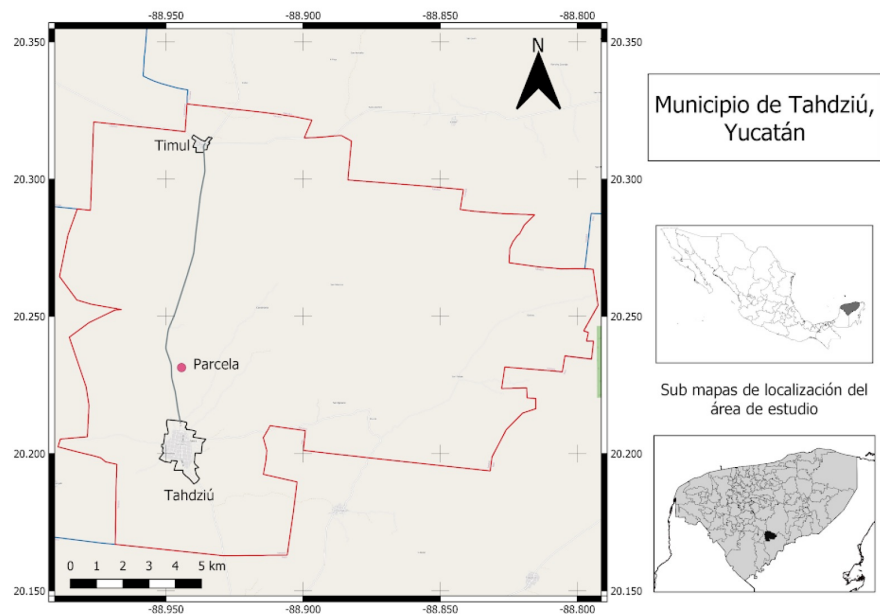 -88.950
-88.900
-88.850
-88.800
20.350
20.350
N
Municipio de Tahdziú,
Yucatán
Timul
20.300
20.300
20.250
20.250
Parcela
Sub mapas de localización del
área de estudio
20.200
20.200
Tahdziú
0 1 2 3 4 5 km
20.150
20.150
-88.950
-88.900
-88.850
-88.800